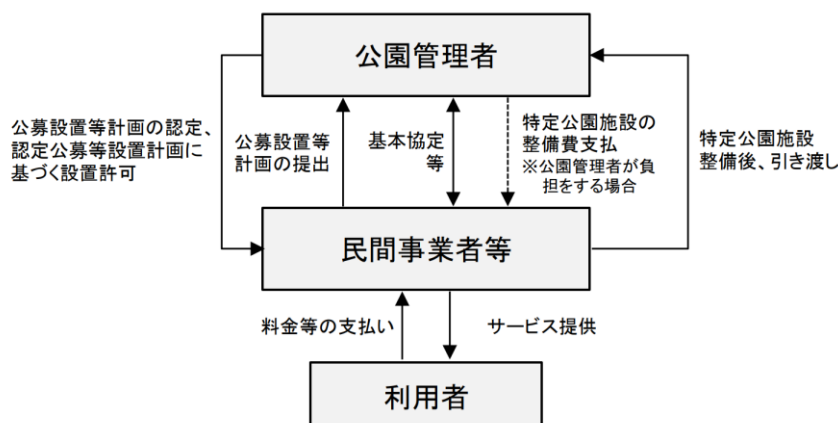 公園管理者
公募設置等計画の認定、
認定公募等設置計画に
基づく設置許可
公募設置等
計画の提出
基本協定
等
特定公園施設の
整備費支払
※公園管理者が負
担をする場合
特定公園施設
整備後、引き渡し
民間事業者等
料金等の支払い
サービス提供
利用者